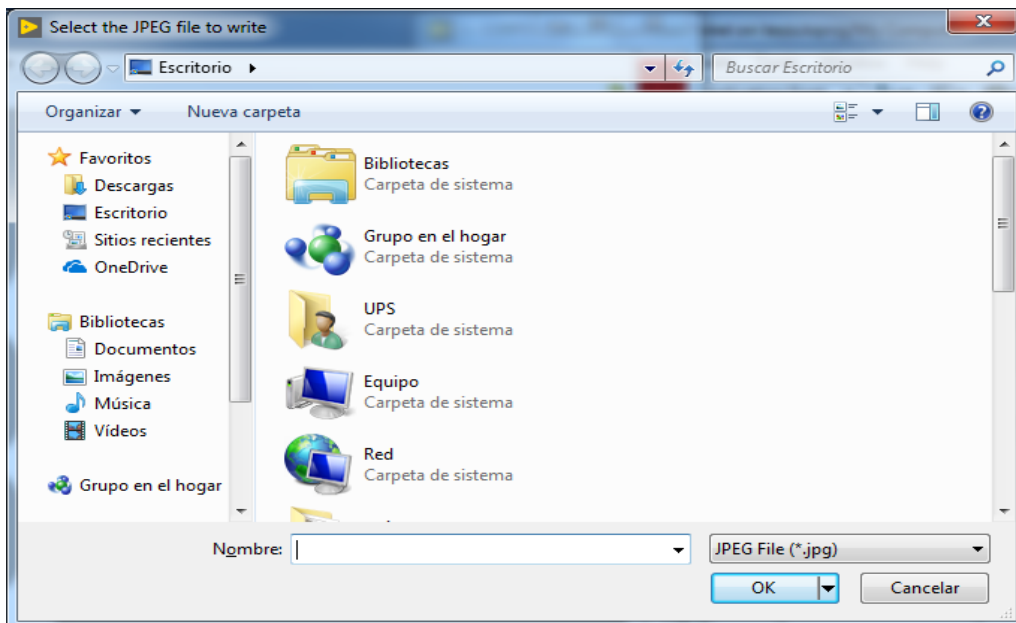 Select the JPEG file to write
Escritorio
Buscar Escritorio
Organizar
Nueva carpeta
Favoritos
Descargas
Escritorio
Sitios recientes
OneDrive
Bibliotecas
Documentos
Imágenes
Música
Vídeos
Grupo en el hogar
Bibliotecas
Carpeta de sistema
Grupo en el hogar
Carpeta de sistema
UPS
Carpeta de sistema
Equipo
Carpeta de sistema
Red
Carpeta de sistema
Nombre:
JPEG File (*.jpg)
OK
Cancelar